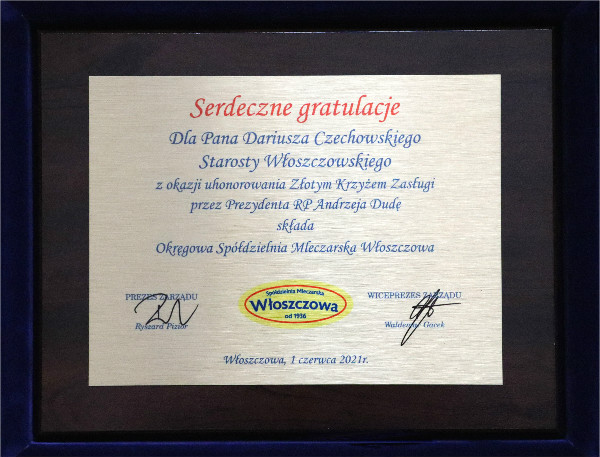 Serdeczne gratulacje
Dla Pana Dariusza Czechowskiego
Starosty Włoszczowskiego
z okazji uhonorowania Złotym Krzyżem Zasługi
przez Prezydenta RP Andrzeja Dudę
składa
Okręgowa Spółdzielnia Mleczarska Włoszczowa
PREZES ZARZĄDU
Ryszard Pizior
Spółdzielnia Mleczarska
Włoszczowa
od 1936
WICEPREZES ZARZĄDU
Waldemar Gacek
Włoszczowa, 1 czerwca 2021r.